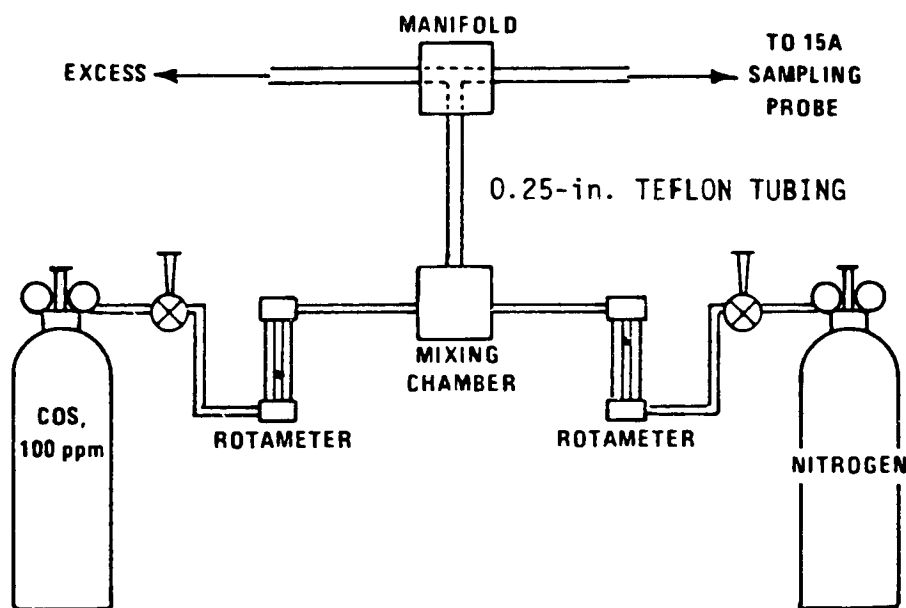 MANIFOLD
EXCESS
TO 15A
SAMPLING
PROBE
0.25-in. TEFLON TUBING
MIXING
CHAMBER
COS,
100 ppm
ROTAMETER
ROTAMETER
NITROGEN